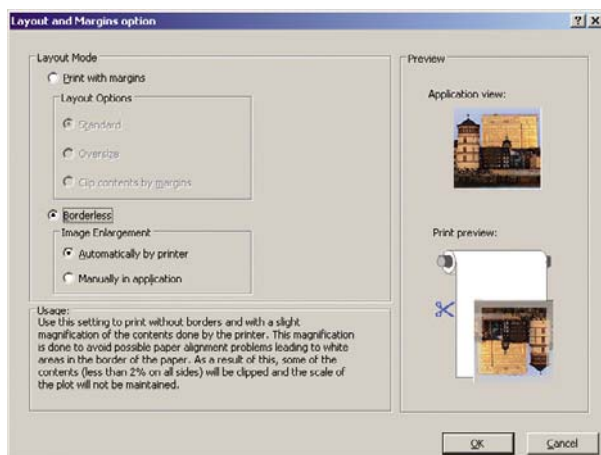 Layout and Margins option
Layout Mode
Print with margins
Layout Options
Standard
Oversize
Clip contents by margins
Borderless
Image Enlargement
Automatically by printer
Manually in application
Usage:
Use this setting to print without borders and with a slight
magnification of the contents done by the printer. This magnification
is done to avoid possible paper alignment problems leading to white
areas in the border of the paper. As a result of this, some of the
contents (less than 2% on all sides) will be clipped and the scale of
the plot will not be maintained.
Preview
Application view:
Print preview:
OK
Cancel